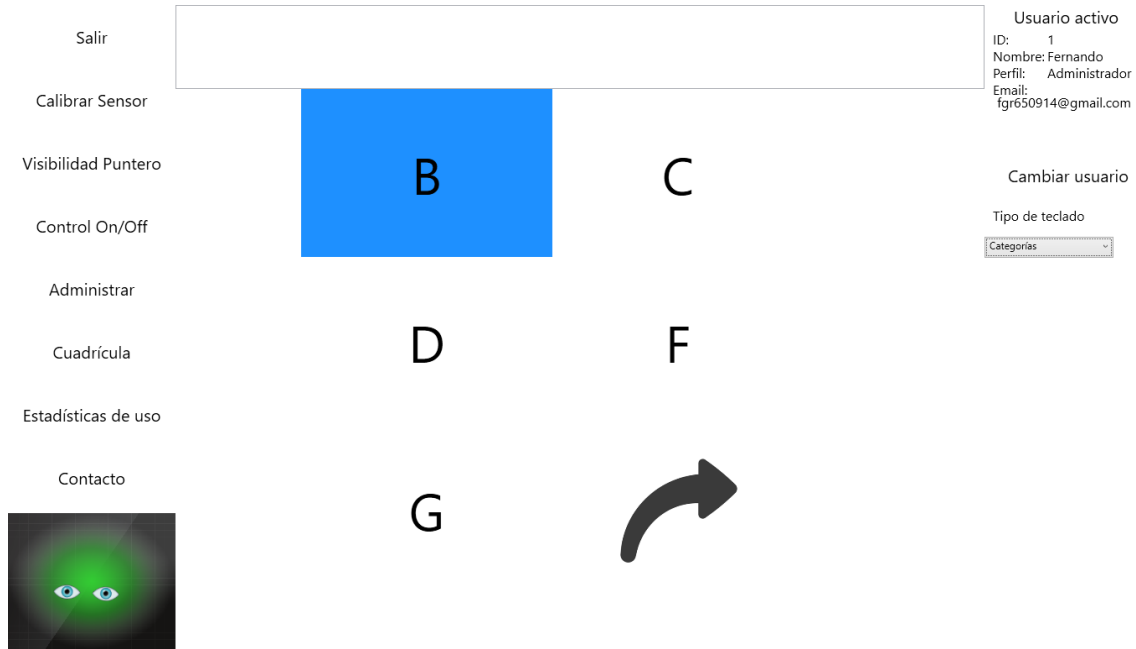 Salir
Calibrar Sensor
Visibilidad Puntero
Control On/Off
Administrar
Cuadrícula
Estadísticas de uso
Contacto
B C
D F
G
Usuario activo
ID: 1
Nombre: Fernando
Perfil: Administrador
Email:
fgr650914@gmail.com
Cambiar usuario
Tipo de teclado
Categorías